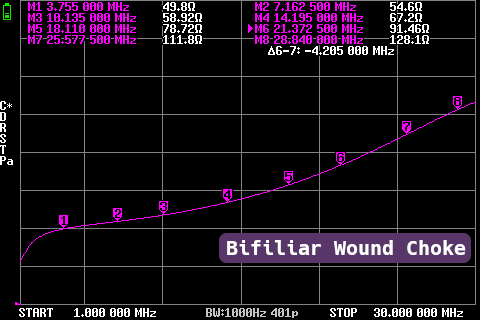 M1 3.755 000 MHz 49.8Ω M2 7.162 500 MHz 54.6Ω
M3 10.135 000 MHz 58.92Ω M4 14.195 000 MHz 67.2Ω
M5 18.110 000 MHz 78.72Ω M6 21.372 500 MHz 91.46Ω
M7 25.577 500 MHz 111.8Ω M8 28.840 000 MHz 128.1Ω
Δ6-7: -4.205 000 MHz
8
C*
7
D
R
S
6
T
Pa
5
4
3
2
1
Bifiliar Wound Choke
START 1.000 000 MHz BW:1000Hz 401p STOP 30.000 000 MHz